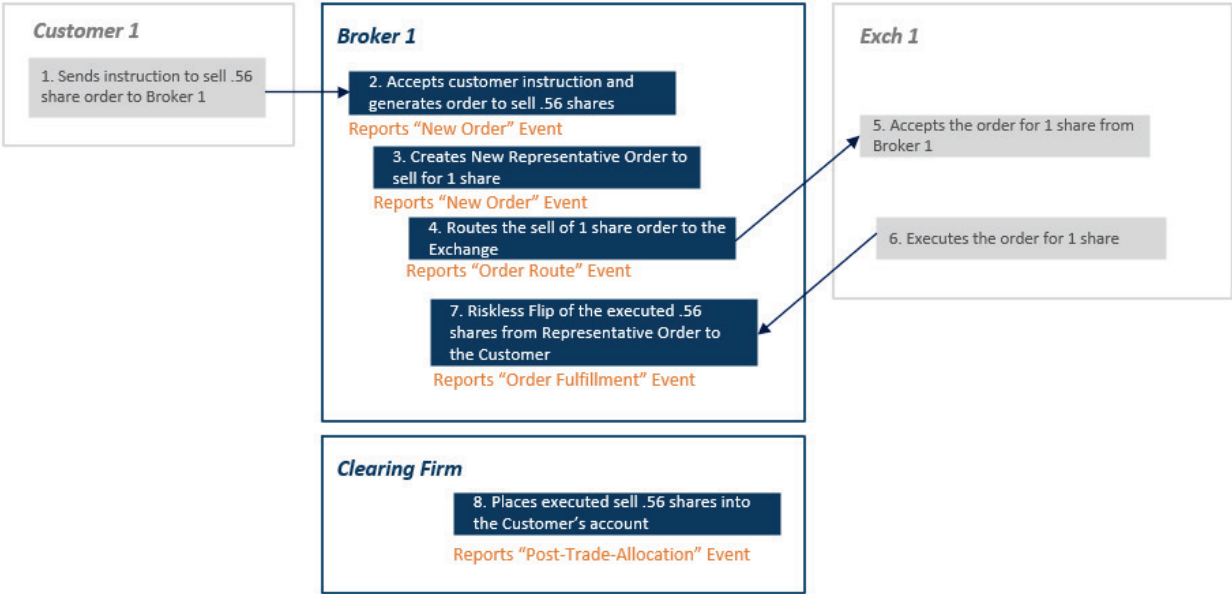 Customer 1
1. Sends instruction to sell .56
share order to Broker 1
Broker 1
2. Accepts customer instruction and
generates order to sell .56 shares
Reports “New Order” Event
3. Creates New Representative Order to
sell for 1 share
Reports “New Order” Event
4. Routes the sell of 1 share order to the
Exchange
Reports “Order Route” Event
Exch 1
5. Accepts the order for 1 share from
Broker 1
6. Executes the order for 1 share
7. Riskless Flip of the executed .56
shares from Representative Order to
the Customer
Reports “Order Fulfillment” Event
Clearing Firm
8. Places executed sell .56 shares into
the Customer’s account
Reports “Post-Trade-Allocation” Event